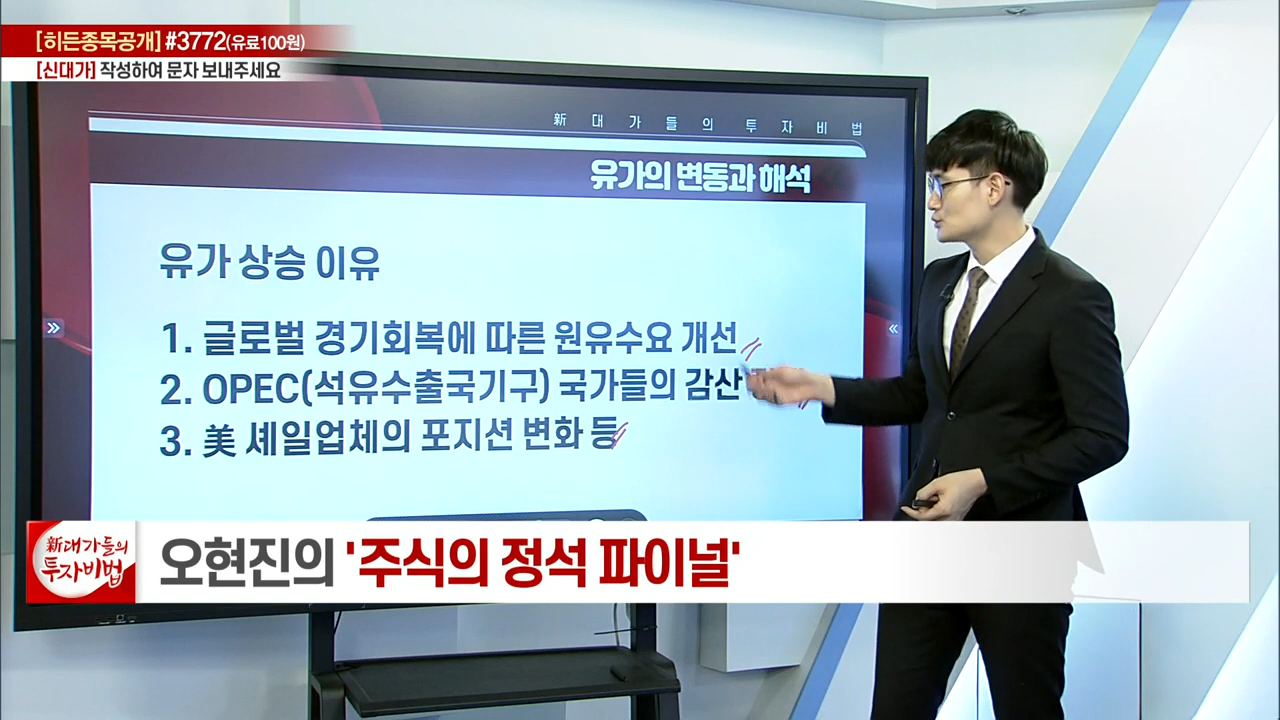 [히든종목공개] #3772(유료100원)
[신대가] 작성하여 문자 보내주세요
新 대가들의 투자비법
유가의 변동과 해석
유가 상승 이유
1. 글로벌 경기회복에 따른 원유수요 개선
2. OPEC(석유수출국기구) 국가들의 감산
3. 美 셰일업체의 포지션 변화 등
新대가들의
투자비법
오현진의 '주식의 정석 파이널'